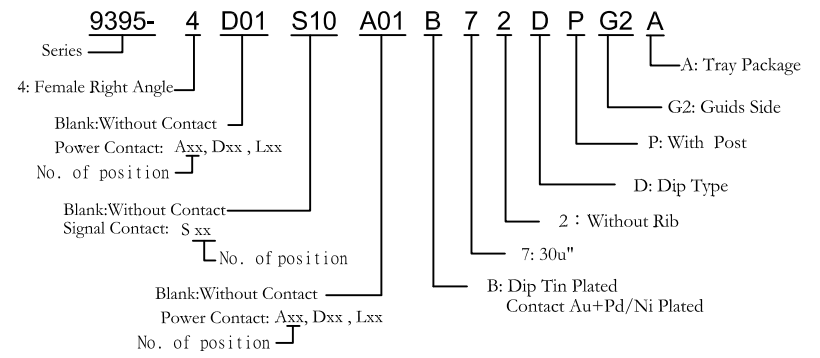 9395- 4 D01 S10 A01 B 7 2 D P G2 A
Series
A: Tray Package
4: Female Right Angle
G2: Guids Side
Blank:Without Contact
Power Contact: Axx, Dxx , Lxx
P: With Post
No. of position
D: Dip Type
Blank:Without Contact
2：Without Rib
Signal Contact: S xx
No. of position
7: 30u"
B: Dip Tin Plated
Blank:Without Contact
Contact Au+Pd/Ni Plated
Power Contact: Axx, Dxx , Lxx
No. of position